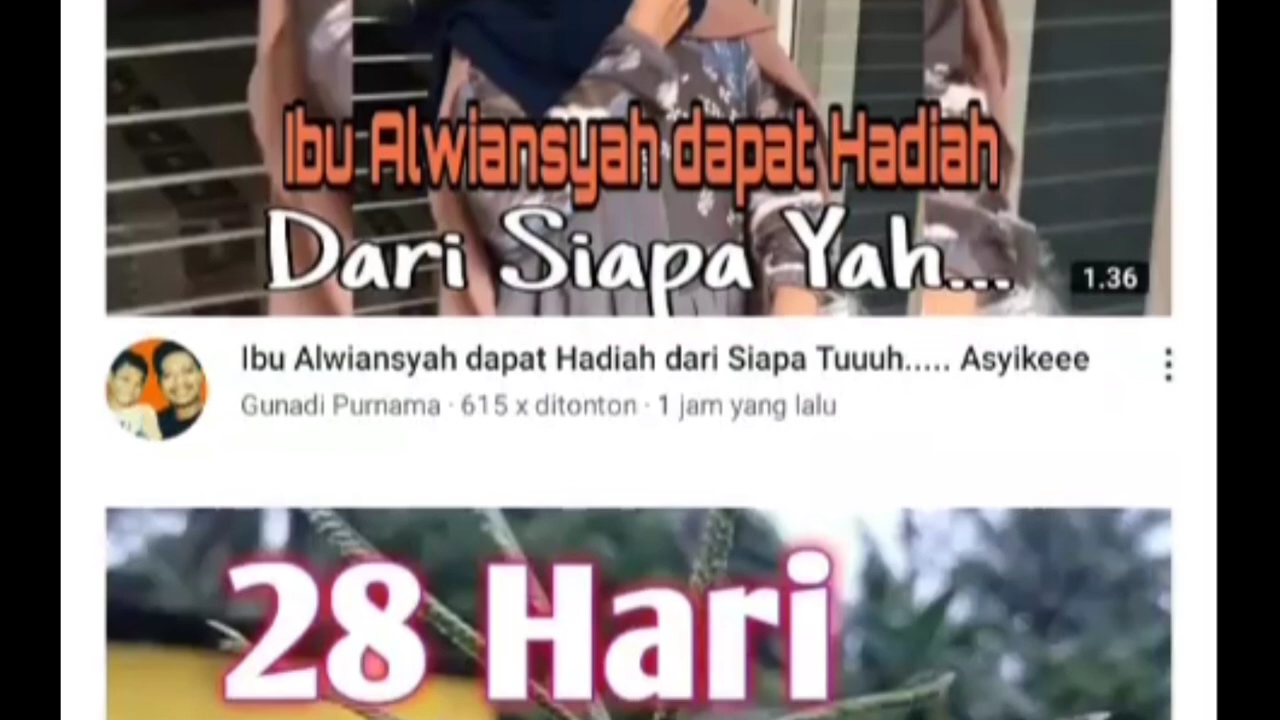 Ibu Alwiansyah dapat Hadiah
Dari Siapa Yah...
1.36
Ibu Alwiansyah dapat Hadiah dari Siapa Tuuuh..... Asyikeee
Gunadi Purnama · 615 x ditonton · 1 jam yang lalu
28 Hari